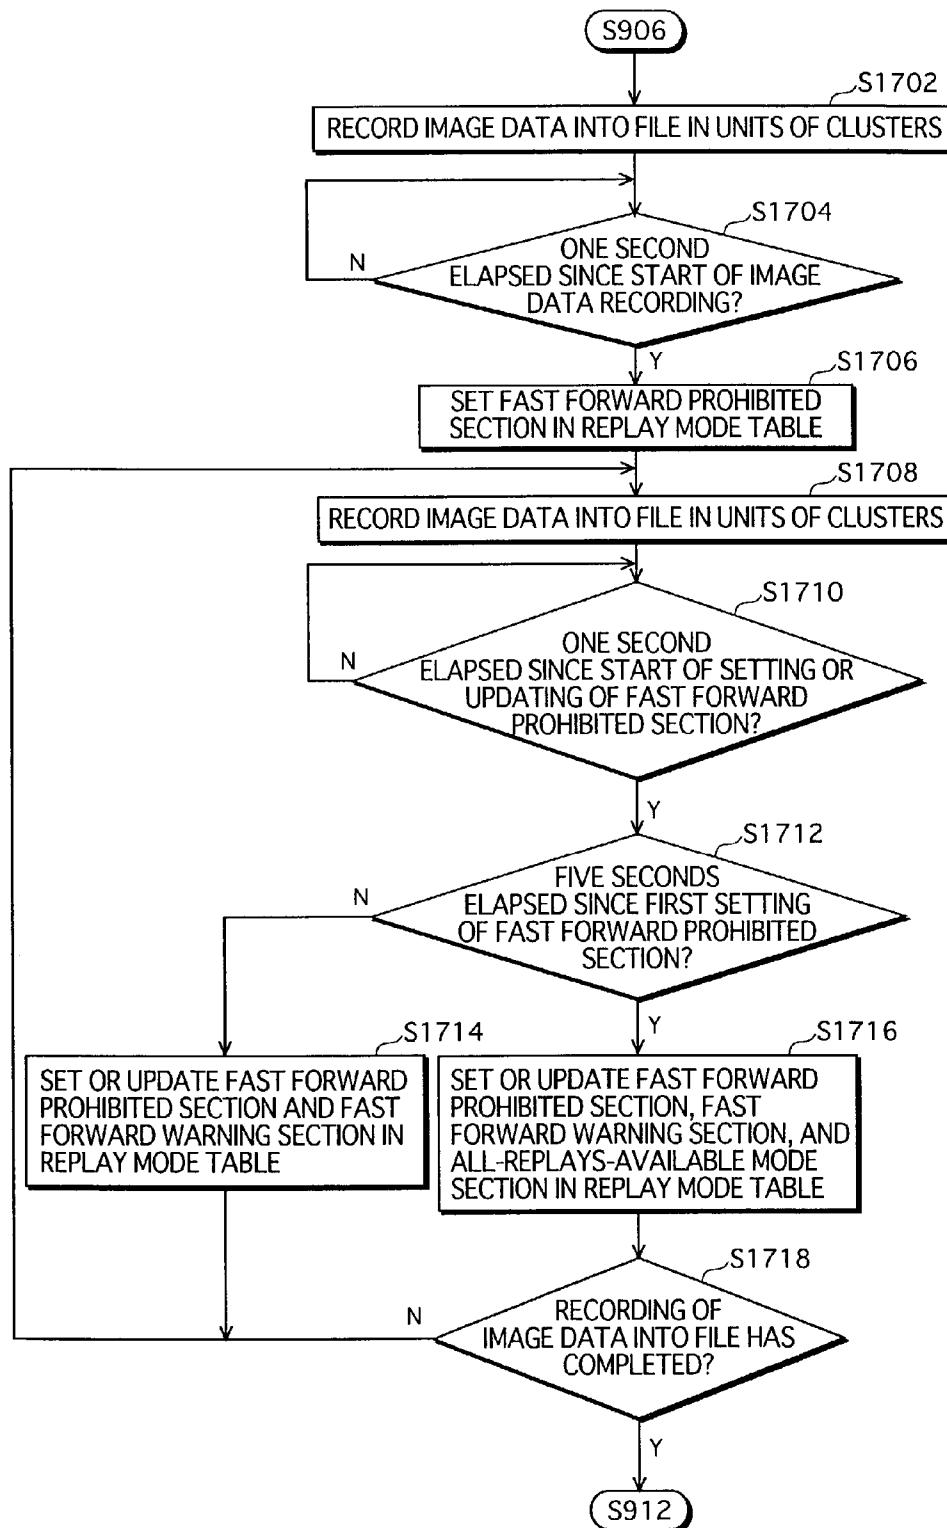 S906
S1702
RECORD IMAGE DATA INTO FILE IN UNITS OF CLUSTERS
S1704
ONE SECOND
ELAPSED SINCE START OF IMAGE
DATA RECORDING?
N
Y
S1706
SET FAST FORWARD PROHIBITED
SECTION IN REPLAY MODE TABLE
S1708
RECORD IMAGE DATA INTO FILE IN UNITS OF CLUSTERS
S1710
ONE SECOND
ELAPSED SINCE START OF SETTING OR
UPDATING OF FAST FORWARD
PROHIBITED SECTION?
N
Y
S1712
FIVE SECONDS
ELAPSED SINCE FIRST SETTING
OF FAST FORWARD PROHIBITED
SECTION?
N
Y
S1714
SET OR UPDATE FAST FORWARD
PROHIBITED SECTION AND FAST
FORWARD WARNING SECTION IN
REPLAY MODE TABLE
S1716
SET OR UPDATE FAST FORWARD
PROHIBITED SECTION, FAST
FORWARD WARNING SECTION, AND
ALL-REPLAYS-AVAILABLE MODE
SECTION IN REPLAY MODE TABLE
S1718
RECORDING OF
IMAGE DATA INTO FILE HAS
COMPLETED?
N
Y
S912